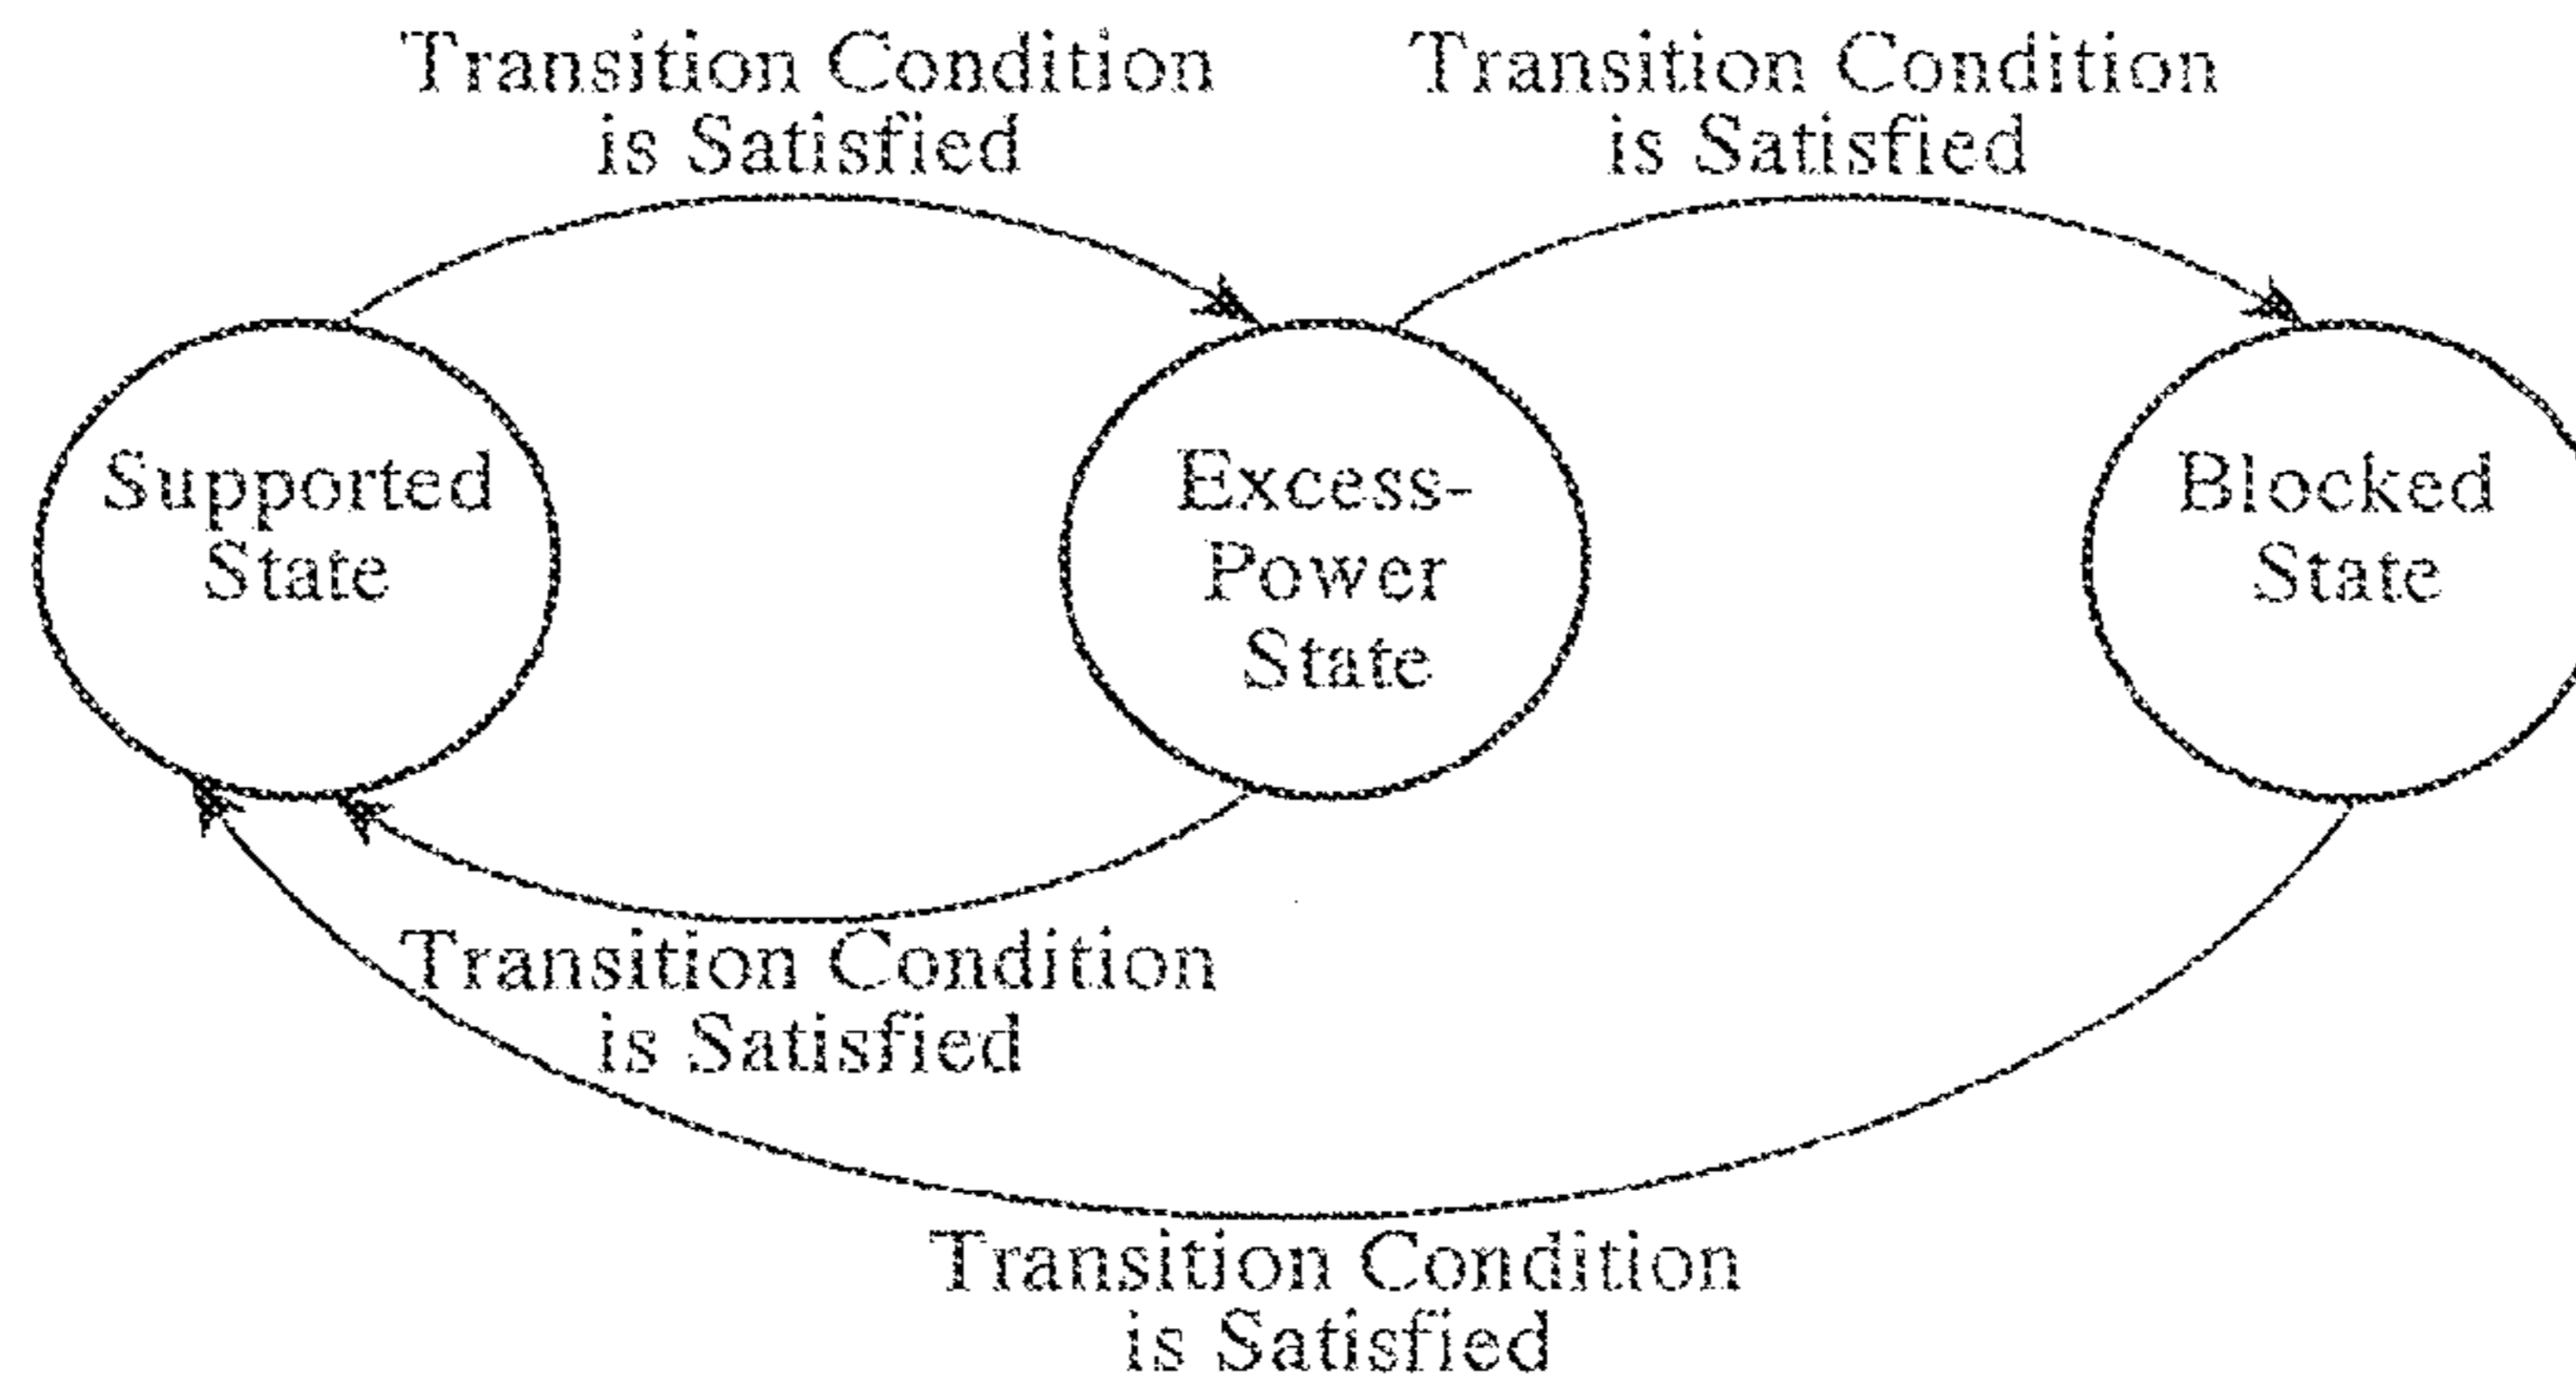 Transition Condition
is Satisfied
Transition Condition
is Satisfied
Supported
State
Excess-
Power
State
Blocked
State
Transition Condition
is Satisfied
Transition Condition
is Satisfied